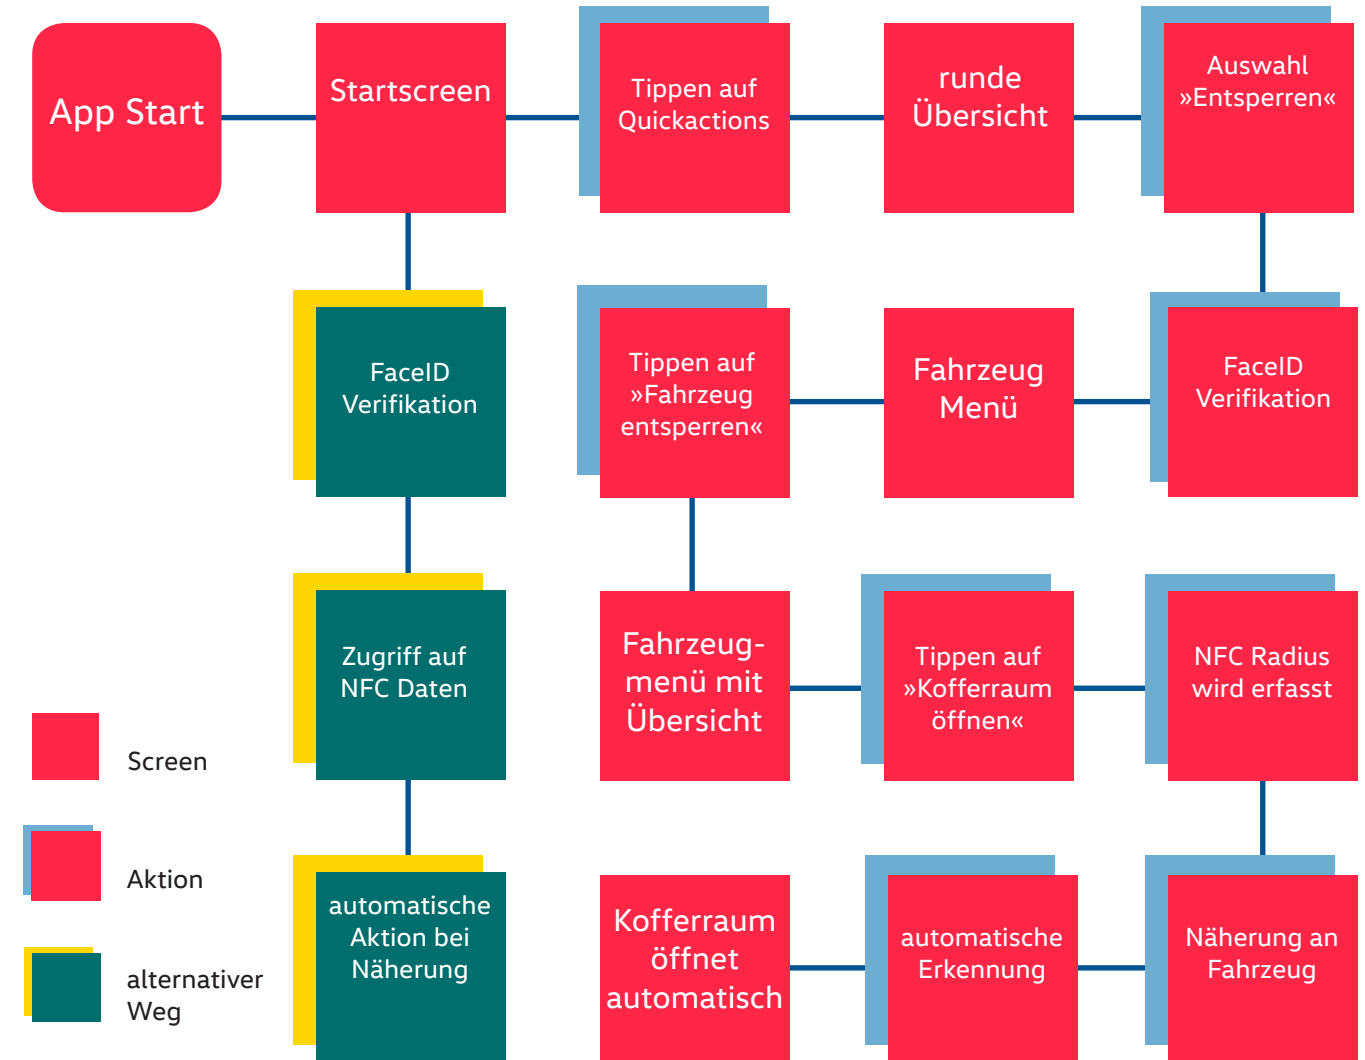 App Start
Startscreen
Tippen auf
Quickactions
runde
Übersicht
Auswahl
»Entsperren«
FaceID
Verifikation
Tippen auf
»Fahrzeug
entsperren«
Fahrzeug
Menü
FaceID
Verifikation
Zugriff auf
NFC Daten
Fahrzeug-
menü mit
Übersicht
Tippen auf
»Kofferraum
öffnen«
NFC Radius
wird erfasst
automatische
Aktion bei
Näherung
Kofferraum
öffnet
automatisch
automatische
Erkennung
Näherung an
Fahrzeug
Screen
Aktion
alternativer
Weg